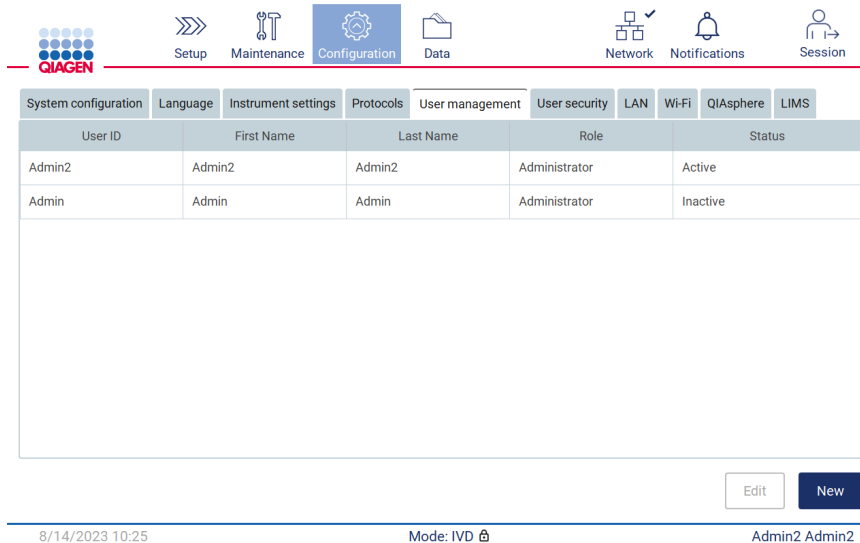 QIAGEN
Setup Maintenance Configuration Data Network Notifications Session
System configuration Language Instrument settings Protocols User management User security LAN Wi-Fi QIAsphere LIMS
User ID First Name Last Name Role Status
Admin2 Admin2 Admin2 Administrator Active
Admin Admin Admin Administrator Inactive
Edit New
8/14/2023 10:25 Mode: IVD Admin2 Admin2